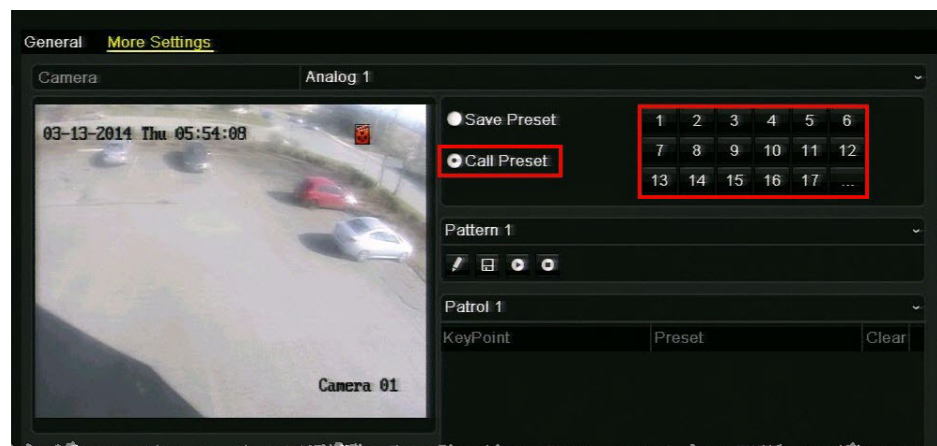 General More Settings
Camera Analog 1
03-13-2014 Thu 05:54:08
Camera 01
Save Preset
Call Preset
1 2 3 4 5 6
7 8 9 10 11 12
13 14 15 16 17 ...
Pattern 1
Patrol 1
KeyPoint Preset Clear